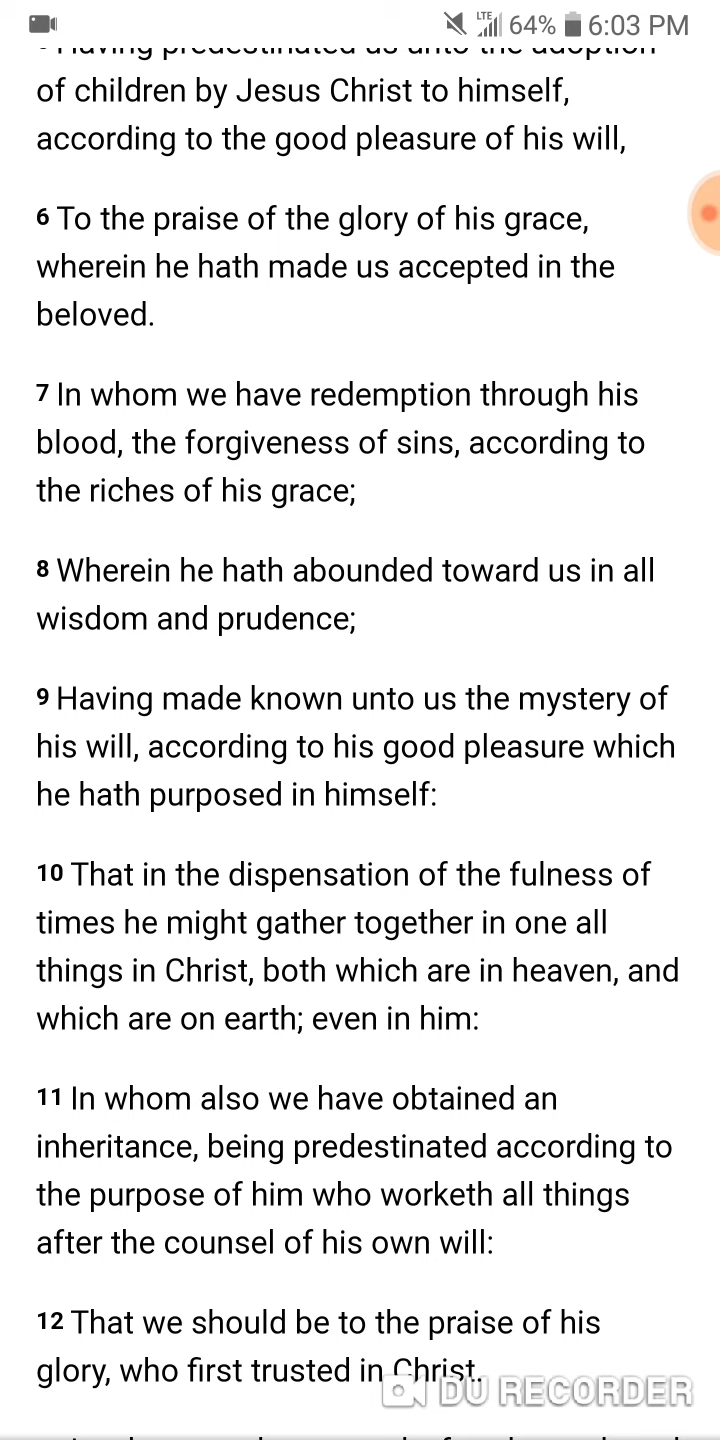 LTE 64% 6:03 PM
Having predestinated us unto the adoption
of children by Jesus Christ to himself,
according to the good pleasure of his will,
6 To the praise of the glory of his grace,
wherein he hath made us accepted in the
beloved.
7 In whom we have redemption through his
blood, the forgiveness of sins, according to
the riches of his grace;
8 Wherein he hath abounded toward us in all
wisdom and prudence;
9 Having made known unto us the mystery of
his will, according to his good pleasure which
he hath purposed in himself:
10 That in the dispensation of the fulness of
times he might gather together in one all
things in Christ, both which are in heaven, and
which are on earth; even in him:
11 In whom also we have obtained an
inheritance, being predestinated according to
the purpose of him who worketh all things
after the counsel of his own will:
12 That we should be to the praise of his
glory, who first trusted in Christ.
DU RECORDER